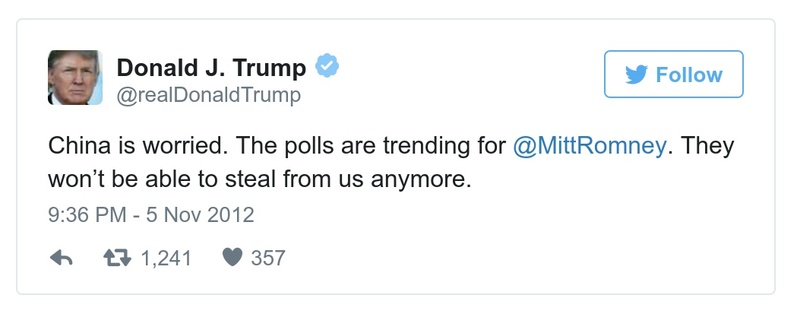 Donald J. Trump
@realDonaldTrump
Follow
China is worried. The polls are trending for @MittRomney. They
won’t be able to steal from us anymore.
9:36 PM - 5 Nov 2012
1,241 357